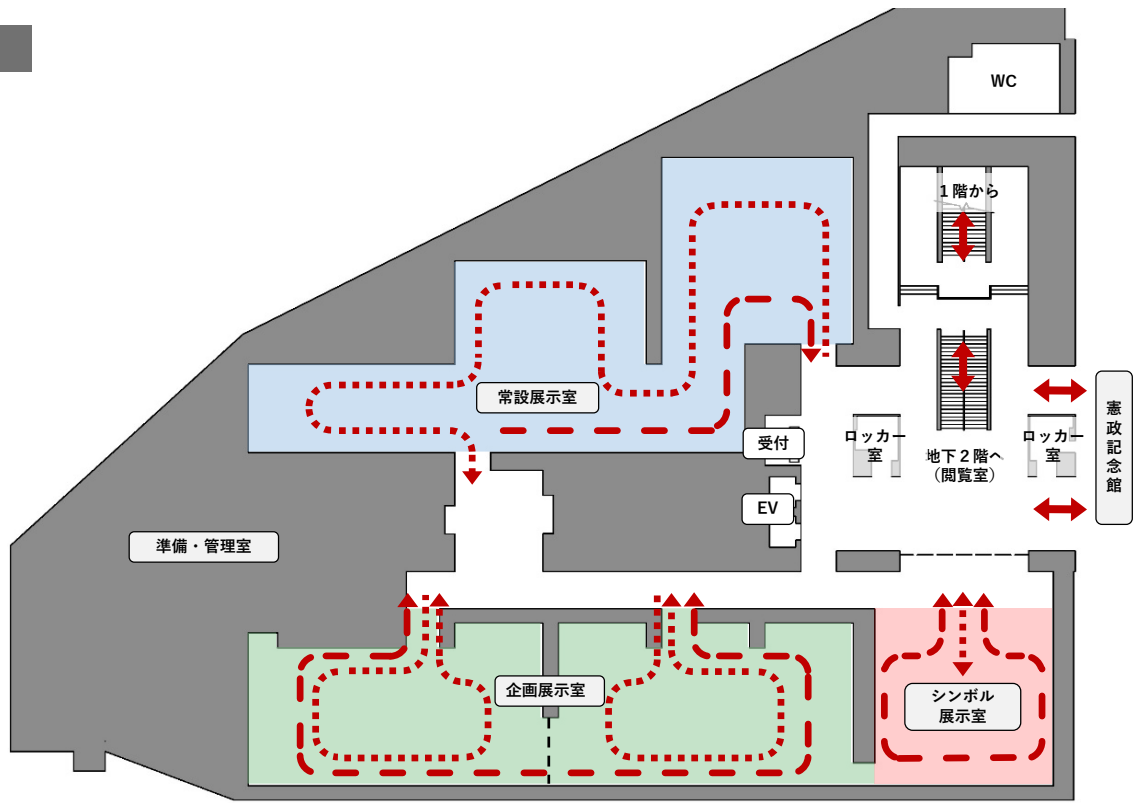 WC
１階から
常設展示室
受付
ロッカー
室
地下２階へ
（閲覧室）
ロッカー
室
憲政記念館
EV
準備・管理室
企画展示室
シンボル
展示室